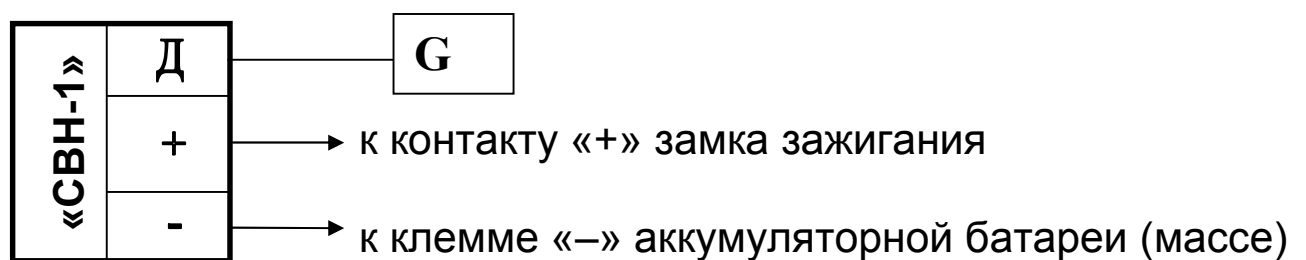 «СВН-1»
Д
G
+
к контакту «+» замка зажигания
-
к клемме «–» аккумуляторной батареи (массе)